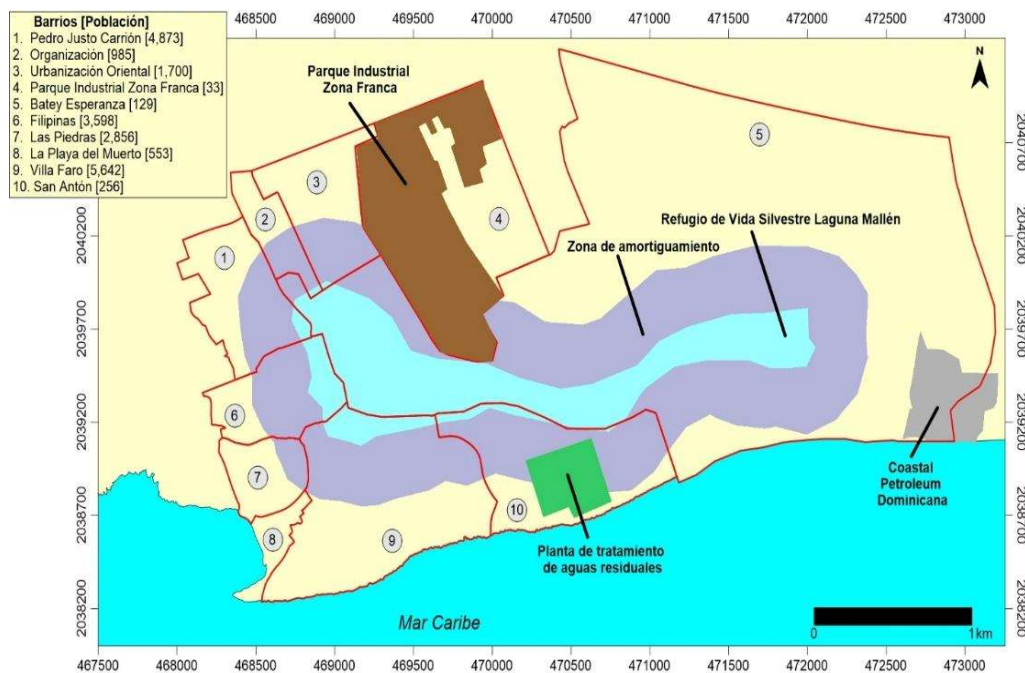 468500 469000 469500 470000 470500 471000 471500 472000 472500 473000
Barrios [Población]
1. Pedro Justo Carrión [4,873]
2. Organización [985]
3. Urbanización Oriental [1,700]
4. Parque Industrial Zona Franca [33]
5. Batey Esperanza [129]
6. Filipinas [3,598]
7. Las Piedras [2,856]
8. La Playa del Muerto [553]
9. Villa Faro [5,642]
10. San Antón [256]
Parque Industrial
Zona Franca
N
5
2040700
3
4
2
Refugio de Vida Silvestre Laguna Mallén
2040200
2040200
1
Zona de amortiguamiento
2039700
2039700
6
2039200
2039200
7
Coastal
Petroleum
Dominicana
10
2038700
2038700
8
9
Planta de tratamiento
de aguas residuales
Mar Caribe
2038200
2038200
0 1 km
467500 468000 468500 469000 469500 470000 470500 471000 471500 472000 472500 473000